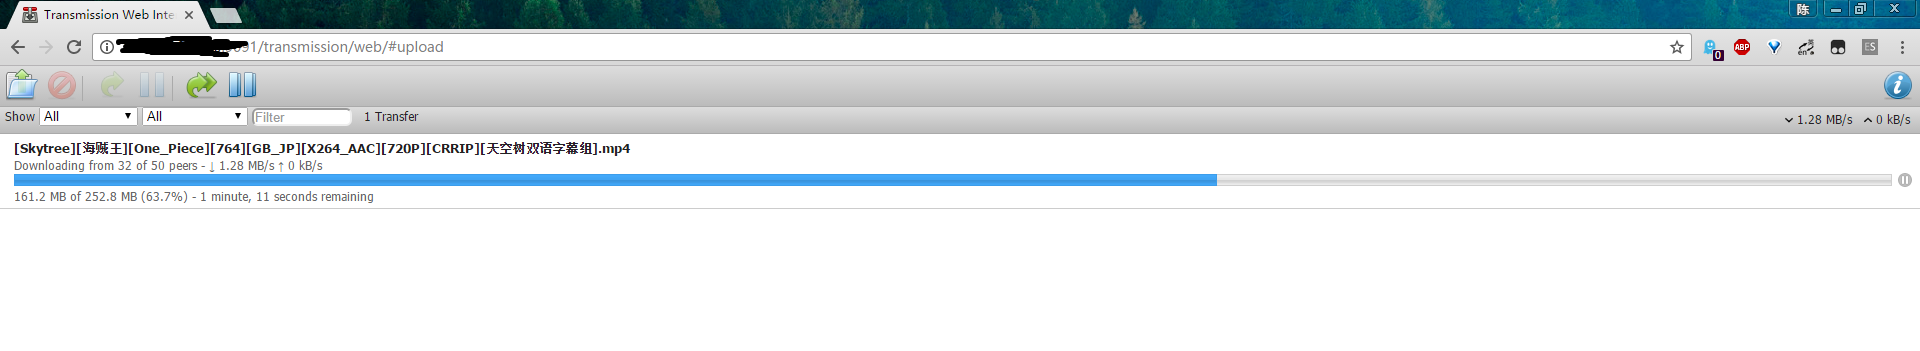 Transmission Web Inte
陈
091/transmission/web/#upload
0
ABP
en
英
ES
Show All All Filter 1 Transfer
1.28 MB/s 0 kB/s
[Skytree][海贼王][One_Piece][764][GB_JP][X264_AAC][720P][CRRIP][天空树双语字幕组].mp4
Downloading from 32 of 50 peers - ↓ 1.28 MB/s ↑ 0 kB/s
161.2 MB of 252.8 MB (63.7%) - 1 minute, 11 seconds remaining